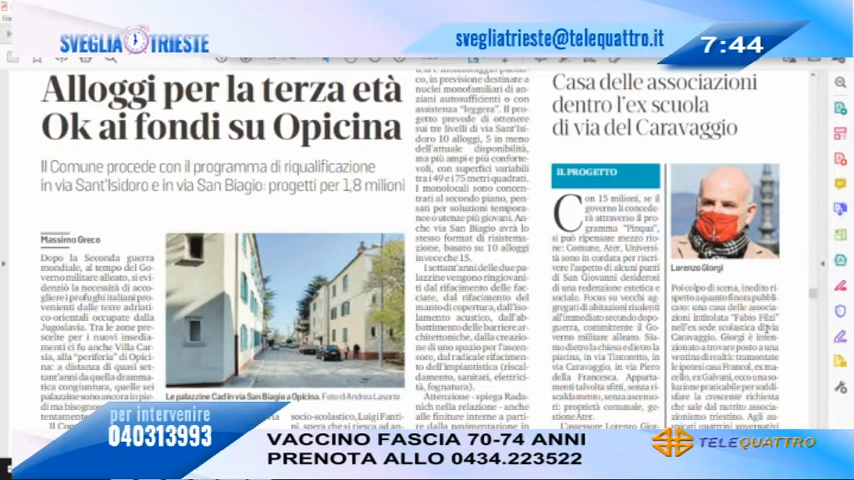 SVEGLIA TRIESTE
svegliatrieste@telequattro.it
7:44
Alloggi per la terza età
Ok ai fondi su Opicina
Il Comune procede con il programma di riqualificazione
in via Sant'Isidoro e in via San Biagio: progetti per 1,8 milioni
Massimo Greco
Dopo la Seconda guerra
mondiale, al tempo del Go-
verno militare alleato, si evi-
denziò la necessità di acco-
gliere i profughi italiani pro-
venienti dalle terre adriati-
co-orientali occupate dalla
Jugoslavia. Tra le zone pre-
scelte per i nuovi insedia-
menti ci fu anche Villa Car-
sia, alla "periferia" di Opici-
na: a distanza di quasi set-
tant'anni da quella dramma-
tica congiuntura, quelle sei
palazzine sono ancora in pie-
di ma bisogno
Le palazzine Cad in via San Biagio a Opicina. Foto di Andrea Lasorte
socio-scolastico, Luigi Fanti-
ni, spera che si riesca ad an-
co, in previsione destinate a
nuclei monofamiliari di an-
ziani autosufficienti o con
assistenza "leggera". Il pro-
getto prevede di ottenere
sui tre livelli di via Sant'Isi-
doro 10 alloggi, 5 in meno
dell'attuale disponibilità,
ma più ampi e più conforte-
voli, con superfici variabili
tra i 49 e i 75 metri quadrati.
I monolocali sono concen-
trati al secondo piano, pen-
sati per soluzioni tempora-
nee o utenze più giovani. An-
che via San Biagio avrà lo
stesso format di risistema-
zione, basato su 10 alloggi
invece che 15.
I settant'anni delle due pa-
lazzine vengono ringiovani-
ti dal rifacimento delle fac-
ciate, dal rifacimento del
manto di copertura, dall'iso-
lamento acustico, dall'ab-
battimento delle barriere ar-
chitettoniche, dalla creazio-
ne di uno spazio per l'ascen-
sore, dal radicale rifacimento
dell'impiantistica (riscal-
damento, sanitari, elettrici-
tà, fognatura).
Attenzione - spiega Rada-
nich nella relazione - anche
alle finiture interne a parti-
re dalla pavimentazione in
Casa delle associazioni
dentro l'ex scuola
di via del Caravaggio
IL PROGETTO
Con 15 milioni, se il
governo li concede-
rà attraverso il pro-
gramma "Pinqua",
si può ripensare mezzo rio-
ne: Comune, Ater, Universi-
tà sono in cordata per riscri-
vere l'aspetto di alcuni punti
di San Giovanni desiderosi
di una redenzione estetica e
sociale. Focus su vecchi ag-
gregati di abitazioni risalenti
all'immediato secondo dopo-
guerra, committente il Go-
verno militare alleato. Sia-
mo dietro la chiesa e dietro la
piscina, in via Tintoretto, in
via Caravaggio, in via Piero
della Francesca. Apparta-
menti talvolta sfitti, senza ri-
scaldamento, senza ascenso-
ri: proprietà comunale, ge-
stione Ater.
L'assessore Lorenzo Gior-
Lorenzo Giorgi
Poi colpo di scena, inedito ri-
spetto a quanto finora pubbli-
cato: una casa delle associa-
zioni intitolata "Fabio Filzi"
nell'ex sede scolastica di via
Caravaggio. Giorgi è inten-
zionato a trovare posto a una
ventina di realtà: tramontate
le ipotesi casa Francol, ex ma-
cello, ex Galvani, ecco una so-
luzione praticabile per soddi-
sfare la crescente richiesta
che sale dal nutrito associa-
zionismo triestino. Agli au-
spicati quattrini governativi
per intervenire
040313993
VACCINO FASCIA 70-74 ANNI
PRENOTA ALLO 0434.223522
TELEQUATTRO